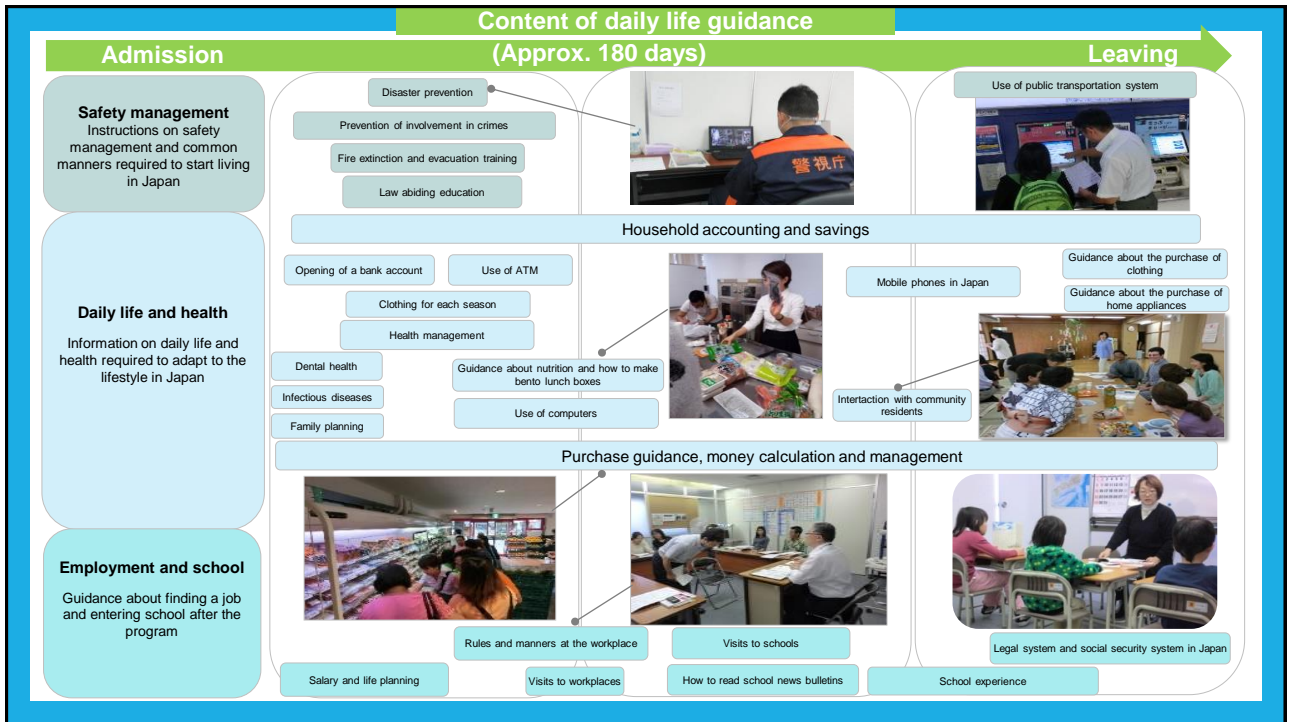 Content of daily life guidance
(Approx. 180 days)
Admission
Leaving
Safety management
Instructions on safety
management and common
manners required to start living
in Japan
Disaster prevention
Prevention of involvement in crimes
Fire extinction and evacuation training
Law abiding education
警視庁
Use of public transportation system
Daily life and health
Information on daily life and
health required to adapt to the
lifestyle in Japan
Household accounting and savings
Opening of a bank account
Use of ATM
Clothing for each season
Health management
Dental health
Infectious diseases
Family planning
Guidance about nutrition and how to make
bento lunch boxes
Use of computers
Mobile phones in Japan
Guidance about the purchase of
clothing
Guidance about the purchase of
home appliances
Intertaction with community
residents
Purchase guidance, money calculation and management
Employment and school
Guidance about finding a job
and entering school after the
program
Rules and manners at the workplace
Visits to schools
Legal system and social security system in Japan
Salary and life planning
Visits to workplaces
How to read school news bulletins
School experience